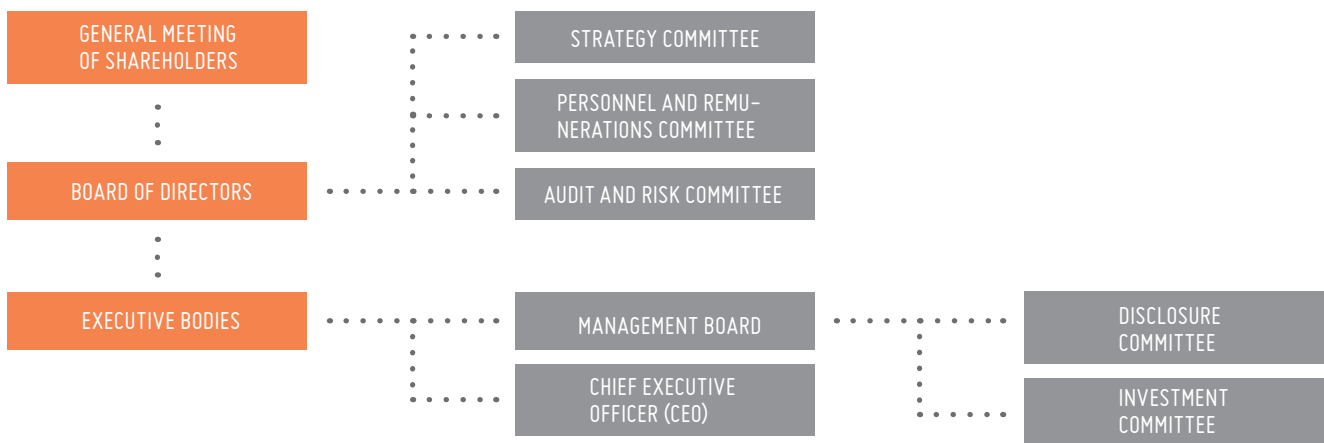 GENERAL MEETING
OF SHAREHOLDERS
STRATEGY COMMITTEE
PERSONNEL AND REMU-
NERATIONS COMMITTEE
BOARD OF DIRECTORS
AUDIT AND RISK COMMITTEE
EXECUTIVE BODIES
MANAGEMENT BOARD
DISCLOSURE
COMMITTEE
CHIEF EXECUTIVE
OFFICER (CEO)
INVESTMENT
COMMITTEE